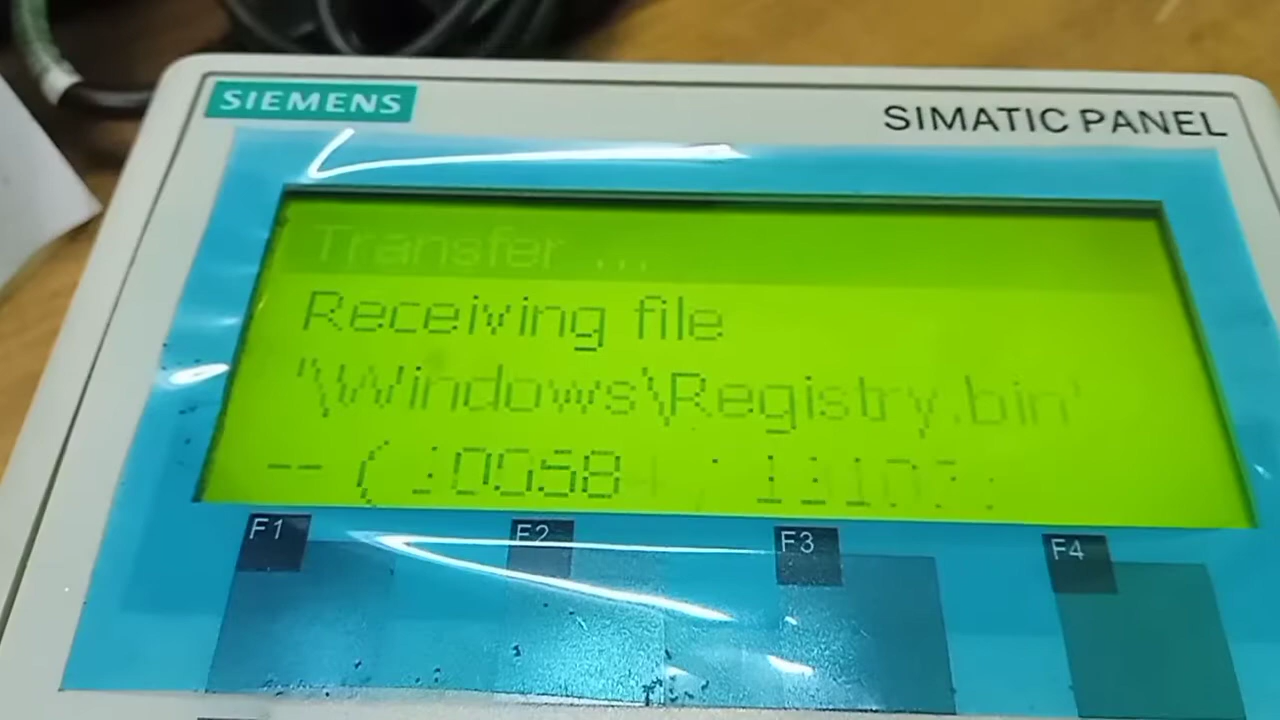 SIEMENS
SIMATIC PANEL
Transfer ...
Receiving file
"\Windows\Registry.bin"
-- (
F1
F2
F3
F4